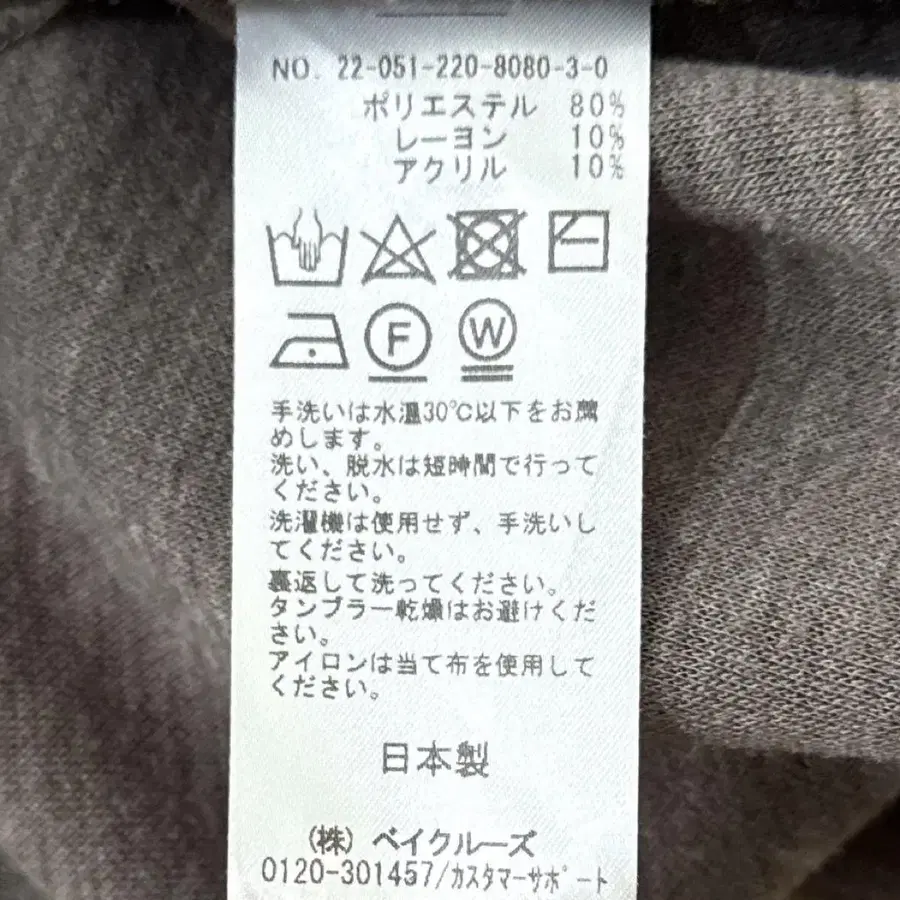 NO. 22-051-220-8080-3-0
ポリエステル 80%
レーヨン 10%
アクリル 10%
F W
手洗いは水温30℃以下をお薦
めします。
洗い、脱水は短時間で行って
ください。
洗濯機は使用せず、手洗いし
てください。
裏返して洗ってください。
タンブラー乾燥はお避けくだ
さい。
アイロンは当て布を使用して
ください。
日本製
(株) ベイクルーズ
0120-301457/カスタマーサポート